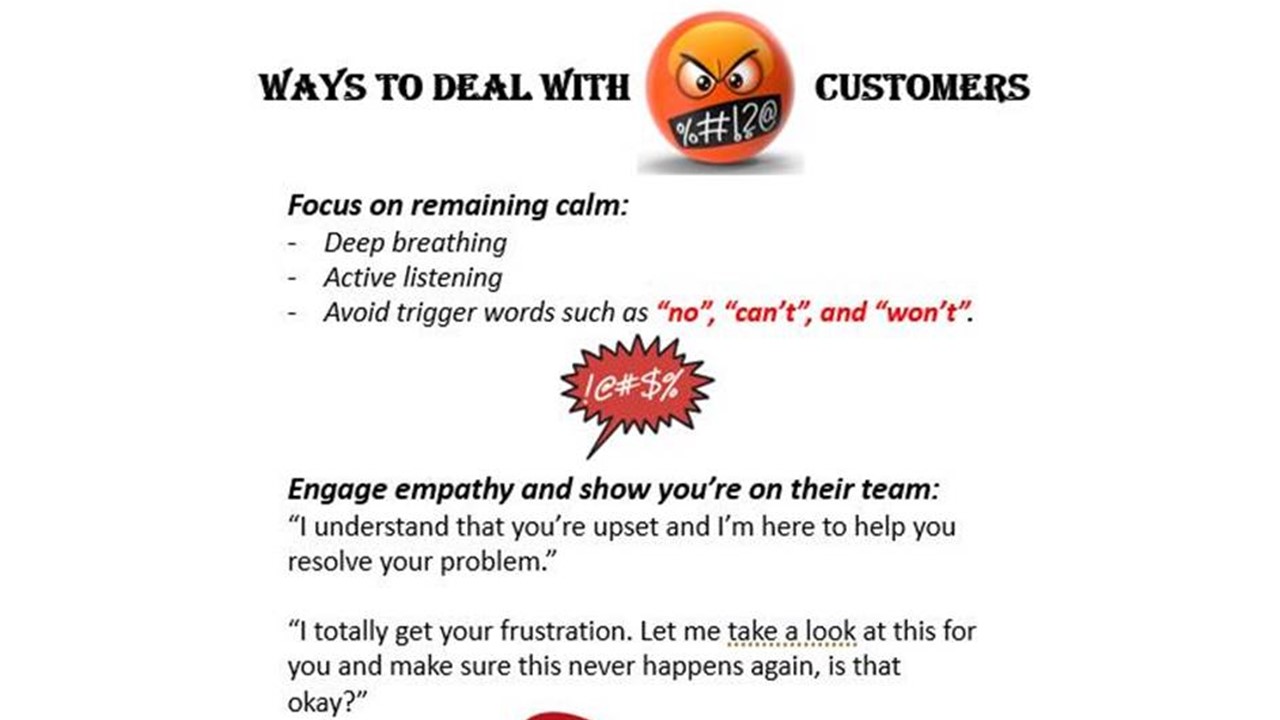 WAYS TO DEAL WITH %#!?@ CUSTOMERS
Focus on remaining calm:
- Deep breathing
- Active listening
- Avoid trigger words such as “no”, “can’t”, and “won’t”.
!@#$%
Engage empathy and show you’re on their team:
“I understand that you’re upset and I’m here to help you
resolve your problem.”
“I totally get your frustration. Let me take a look at this for
you and make sure this never happens again, is that
okay?”